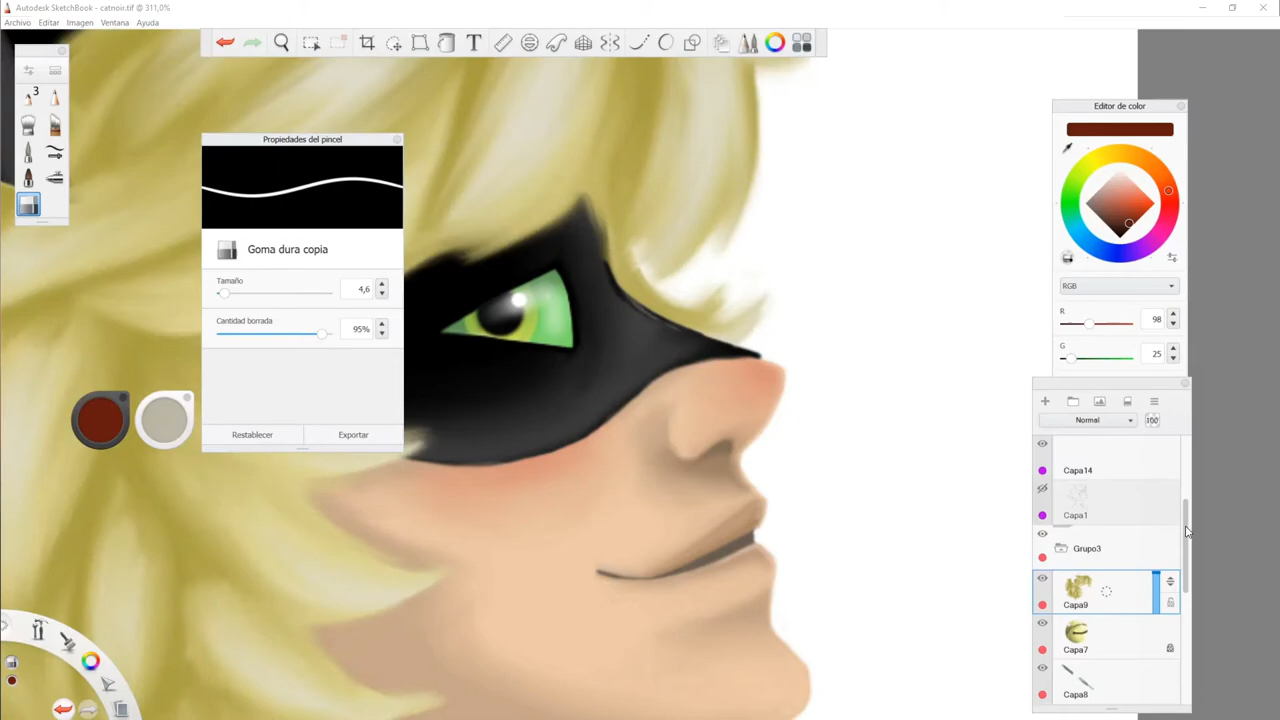 Autodesk SketchBook - catnoir.tif @ 311,0%
Archivo Editar Imagen Ventana Ayuda
3
Propiedades del pincel
Goma dura copia
Tamaño
4,6
Cantidad borrada
95%
Restablecer Exportar
Editor de color
RGB
R 98
G 25
Normal 100
Capa14
Capa1
Grupo3
Capa9
Capa7
Capa8